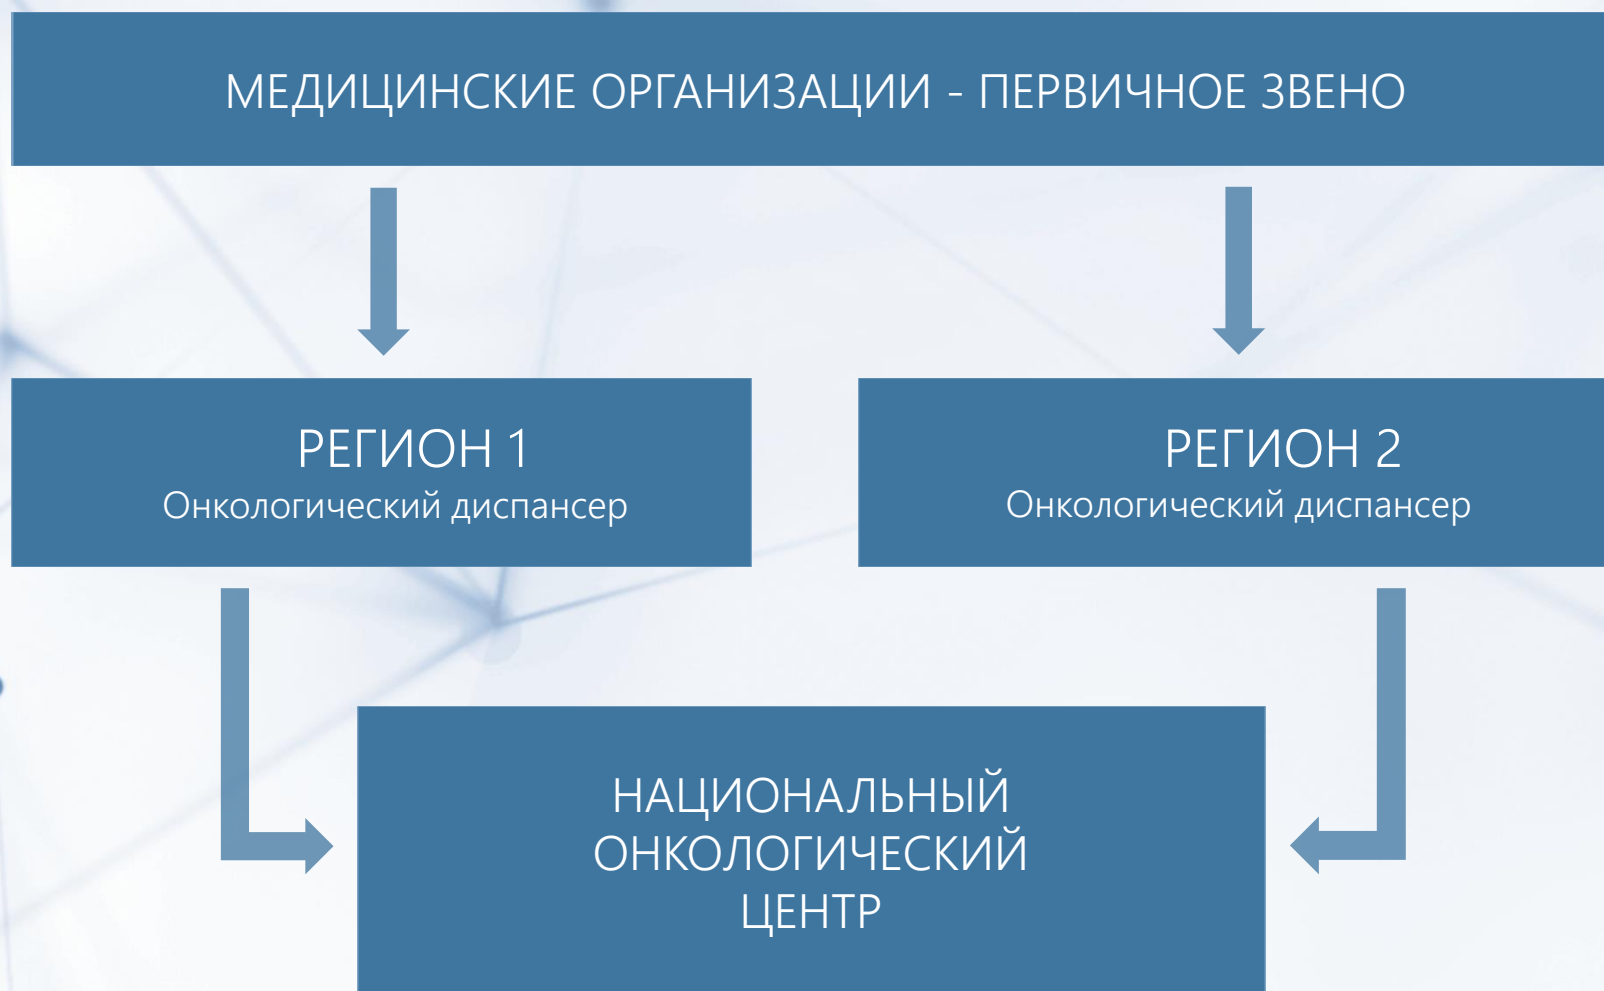 МЕДИЦИНСКИЕ ОРГАНИЗАЦИИ - ПЕРВИЧНОЕ ЗВЕНО
РЕГИОН 1
Онкологический диспансер
РЕГИОН 2
Онкологический диспансер
НАЦИОНАЛЬНЫЙ
ОНКОЛОГИЧЕСКИЙ
ЦЕНТР